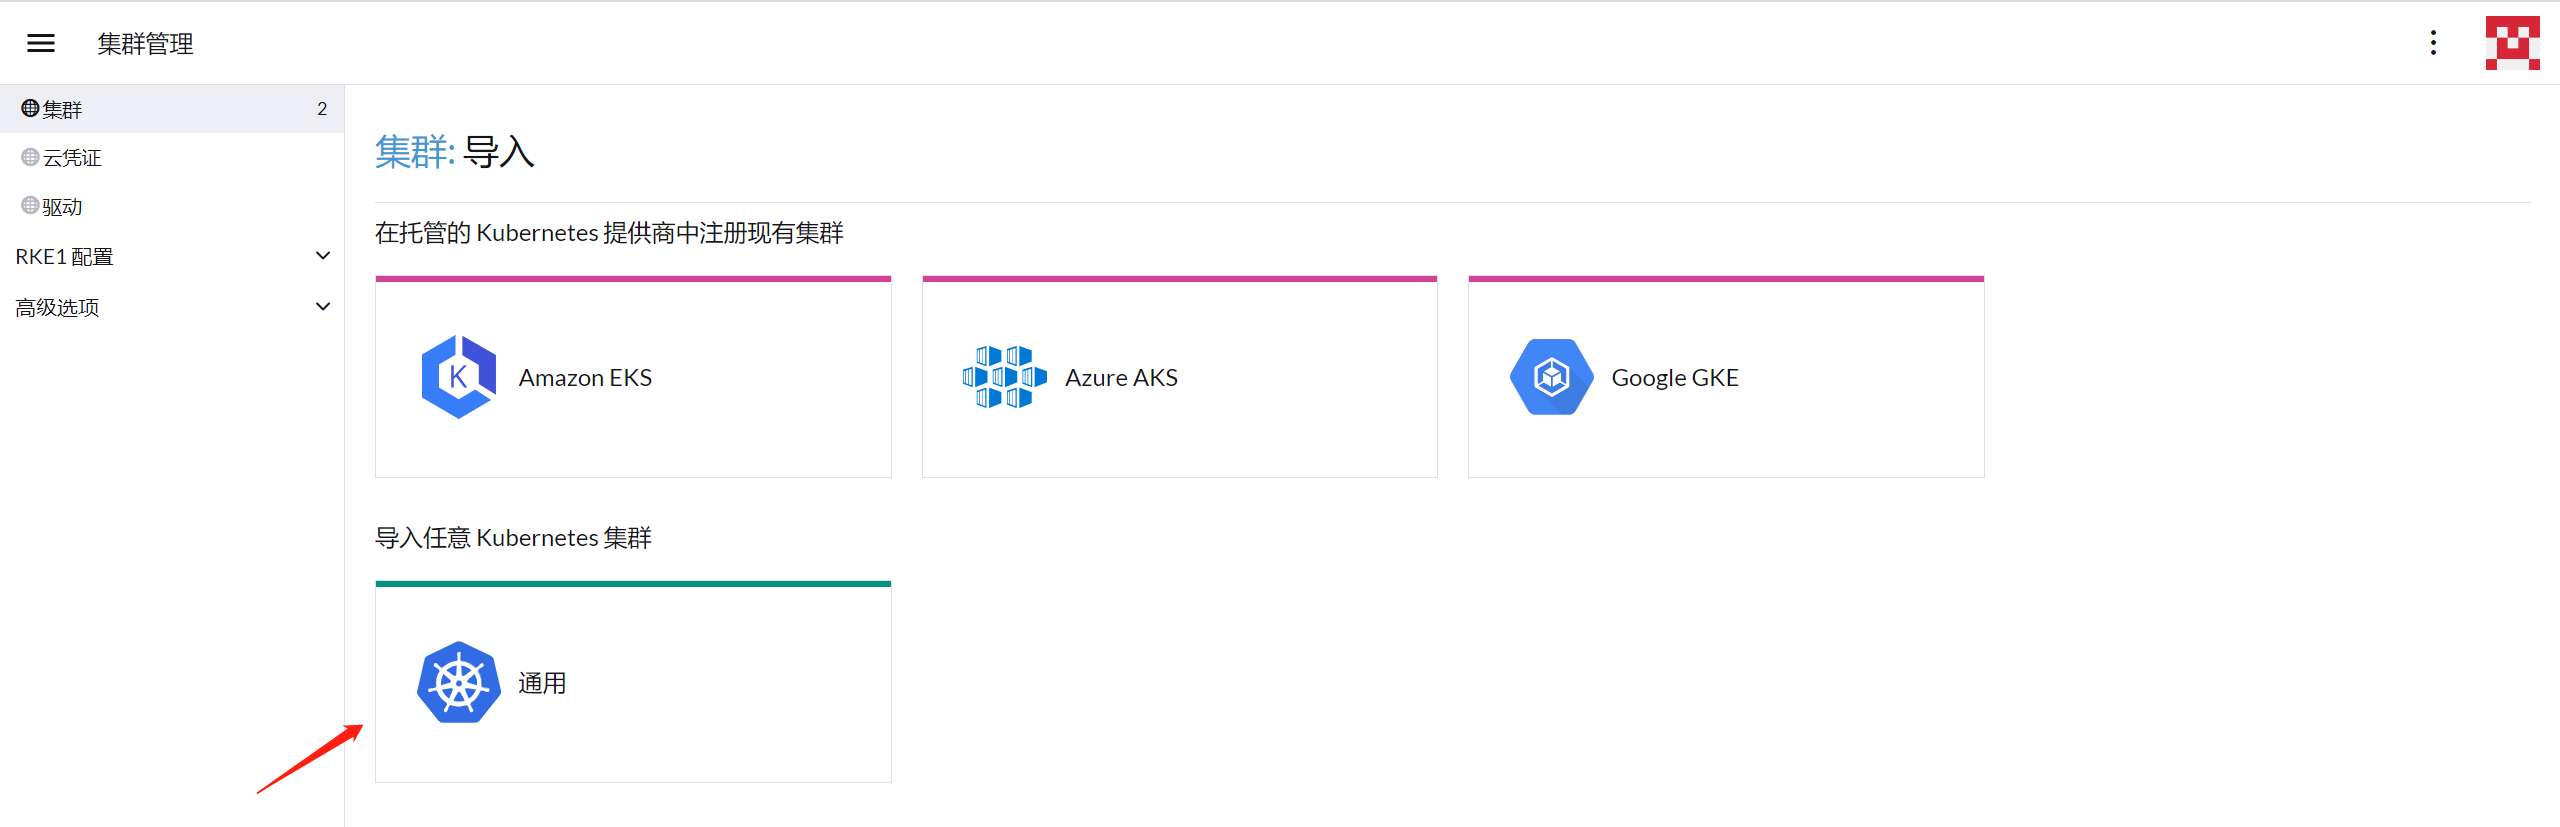 集群管理
集群 2
云凭证
驱动
RKE1 配置
高级选项
集群: 导入
在托管的 Kubernetes 提供商中注册现有集群
Amazon EKS
Azure AKS
Google GKE
导入任意 Kubernetes 集群
通用